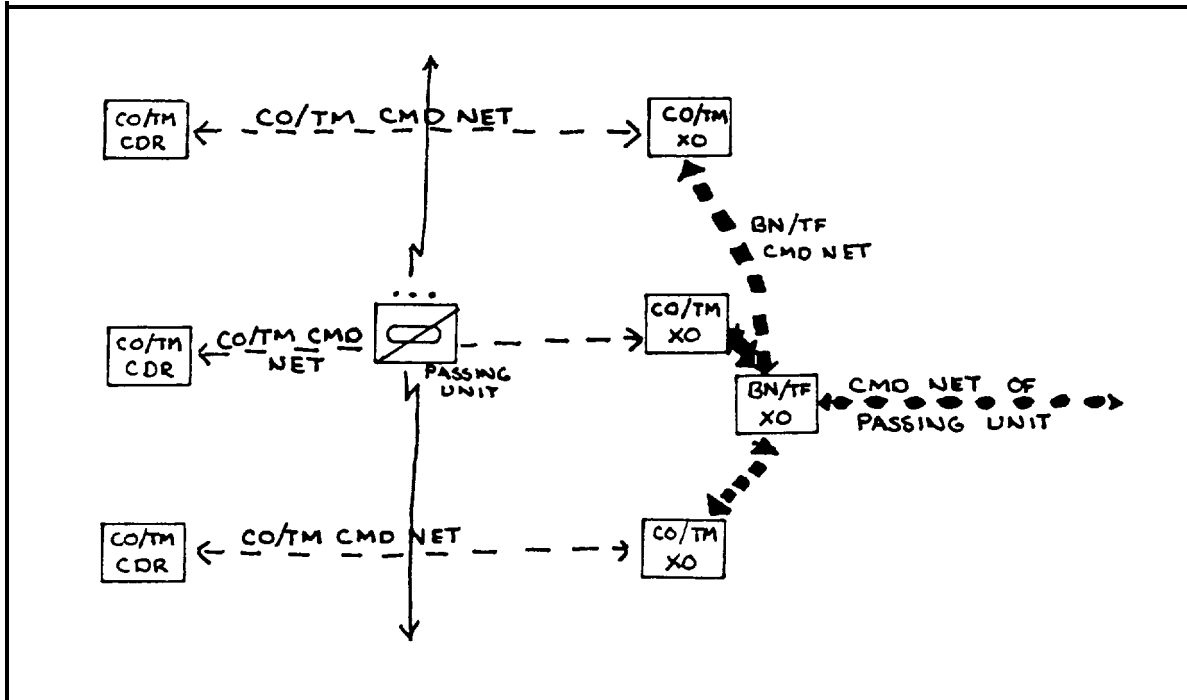 CO/TM
CDR
CO/TM CMD NET
CO/TM
XO
BN/TF
CMD NET
CO/TM
CDR
CO/TM CMD
NET
PASSING
UNIT
CO/TM
XO
BN/TF
XO
CMD NET OF
PASSING UNIT
CO/TM
CDR
CO/TM CMD NET
CO/TM
XO